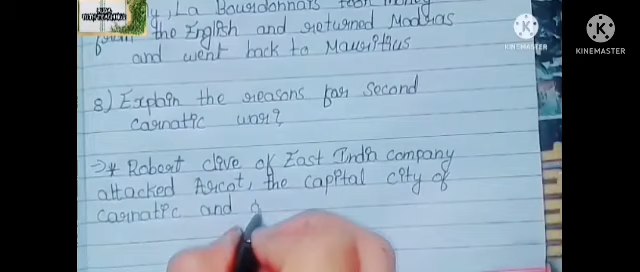 La Bourdonnais took money
from the English and returned Madras
and went back to Mauritius
8) Explain the reasons for second
carnatic war?
⇒* Robert clive of East India company
attacked Arcot, the capital city of
carnatic and
KINEMASTER
KINEMASTER